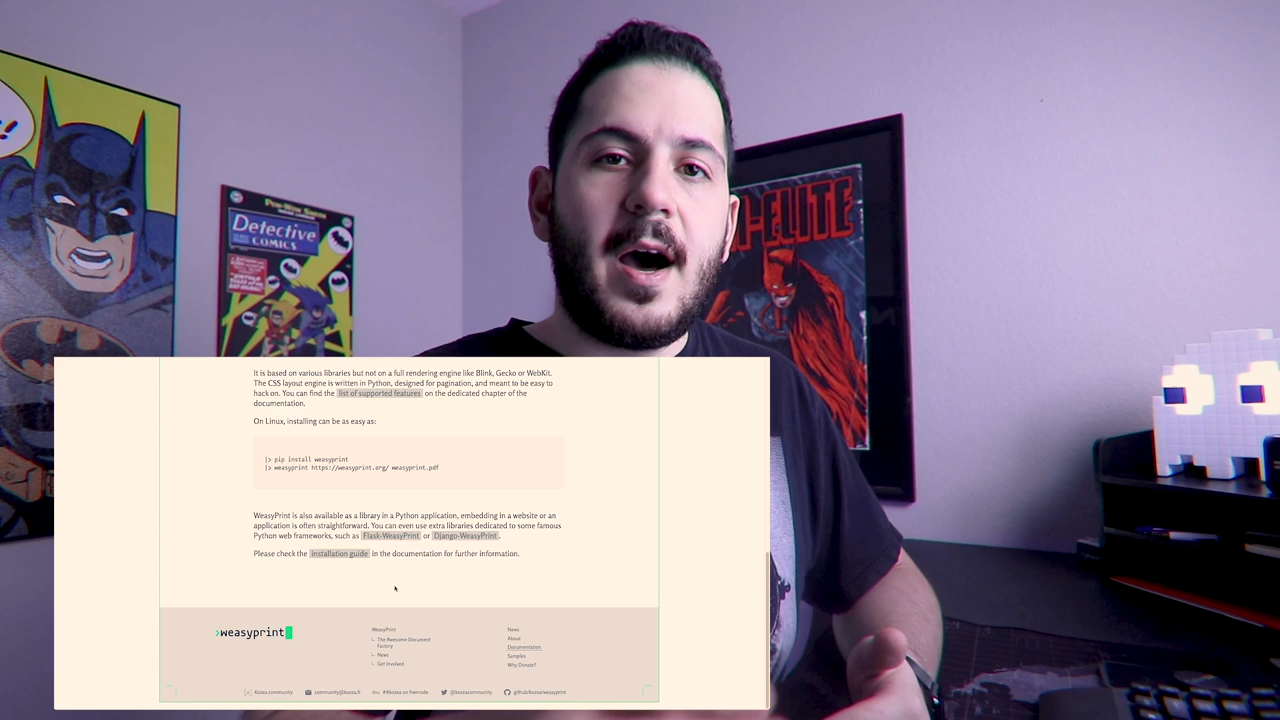 !!
Detective
COMICS
-ELITE
It is based on various libraries but not on a full rendering engine like Blink, Gecko or WebKit.
The CSS layout engine is written in Python, designed for pagination, and meant to be easy to
hack on. You can find the list of supported features on the dedicated chapter of the
documentation.
On Linux, installing can be as easy as:
|> pip install weasyprint
|> weasyprint https://weasyprint.org/ weasyprint.pdf
WeasyPrint is also available as a library in a Python application, embedding in a website or an
application is often straightforward. You can even use extra libraries dedicated to some famous
Python web frameworks, such as Flask-WeasyPrint or Django-WeasyPrint.
Please check the installation guide in the documentation for further information.
>weasyprint
WeasyPrint
The Awesome Document
Factory
News
Get Involved
News
About
Documentation
Samples
Why Donate?
Kozea community
community@kozea.fr
##kozea on freenode
@kozeacommunity
github/kozea/weasyprint